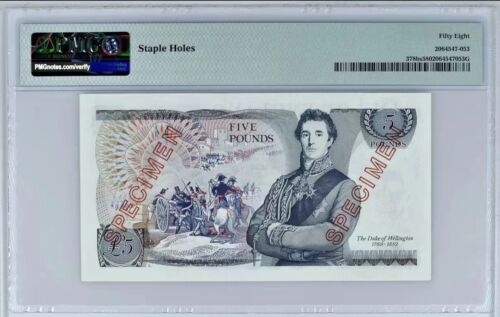 PMG
PMGnotes.com/verify
Staple Holes
Fifty Eight
2064547-053
FIVE
POUNDS
5
POUNDS
SPECIMEN
SPECIMEN
£5
The Duke of Wellington
1769-1852